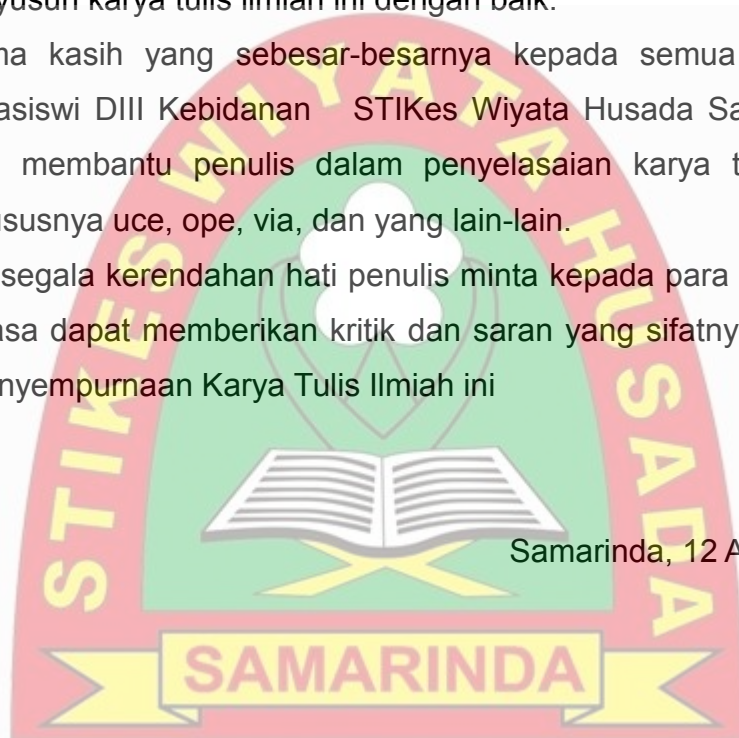 yusun karya tulis ilmiah ini dengan baik.
ma kasih yang sebesar-besarnya kepada semua
asiswi DIII Kebidanan STIKes Wiyata Husada Sa
membantu penulis dalam penyelasaian karya t
ususnya uce, ope, via, dan yang lain-lain.
segala kerendahan hati penulis minta kepada para
asa dapat memberikan kritik dan saran yang sifatny
nyempurnaan Karya Tulis Ilmiah ini
Samarinda, 12 A
STIKES WIYATA HUSADA
SAMARINDA